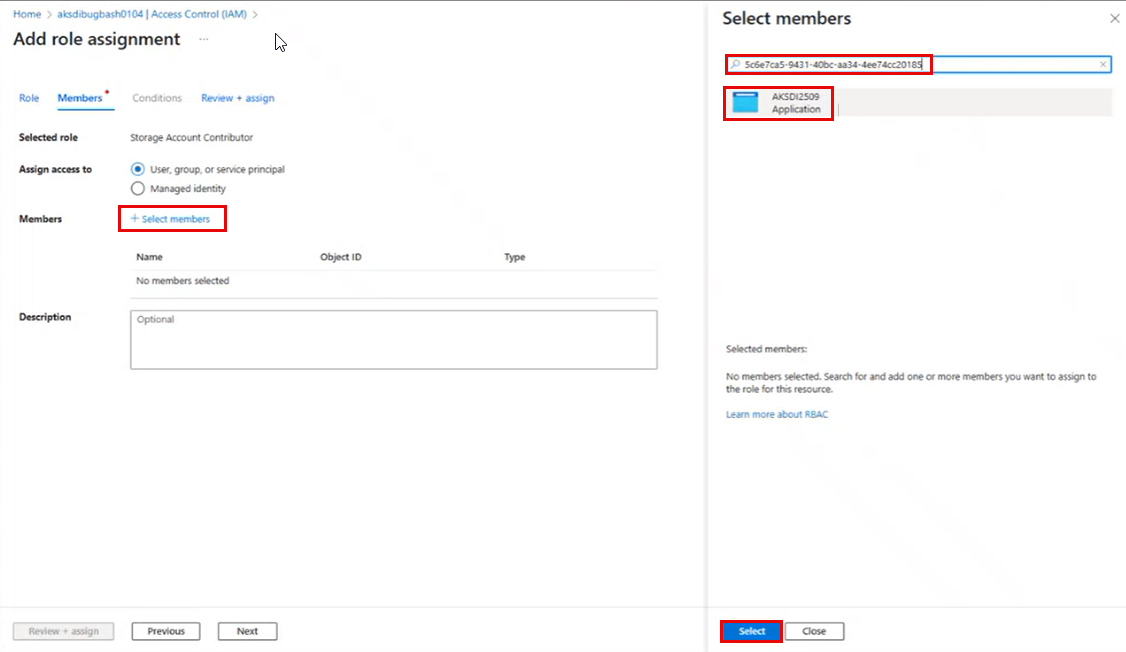 Home > aksdibugbash0104 | Access Control (IAM) >
Add role assignment ...
Role Members * Conditions Review + assign
Selected role Storage Account Contributor
Assign access to User, group, or service principal
Managed identity
Members + Select members
Name Object ID Type
No members selected
Description Optional
Review + assign Previous Next
Select members
5c6e7ca5-9431-40bc-aa34-4ee74cc20185
AKSDI2509
Application
Selected members:
No members selected. Search for and add one or more members you want to assign to
the role for this resource.
Learn more about RBAC
Select Close